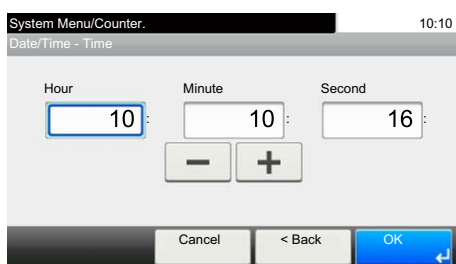 System Menu/Counter. 10:10
Date/Time - Time
Hour Minute Second
10 : 10 : 16 :
− +
Cancel < Back OK